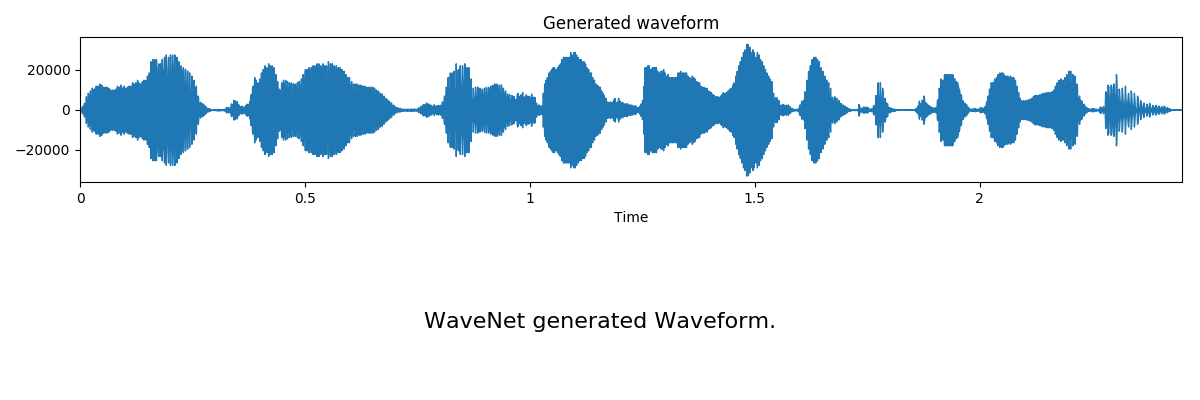 Generated waveform
20000
0
−20000
0 0.5 1 1.5 2
Time
WaveNet generated Waveform.